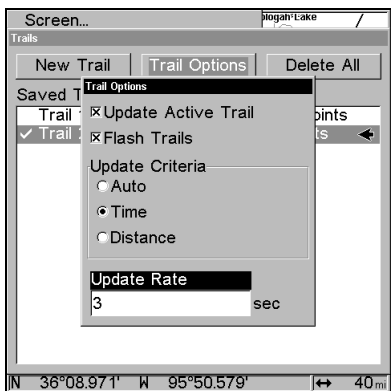 Screen...
Trails
New Trail Trail Options Delete All
Saved T
Trail Options
Trail
Update Active Trail
Trail
Flash Trails
Update Criteria
Auto
Time
Distance
Update Rate
3 sec
N 36°08.971' W 95°50.579' ↔ 40 mi